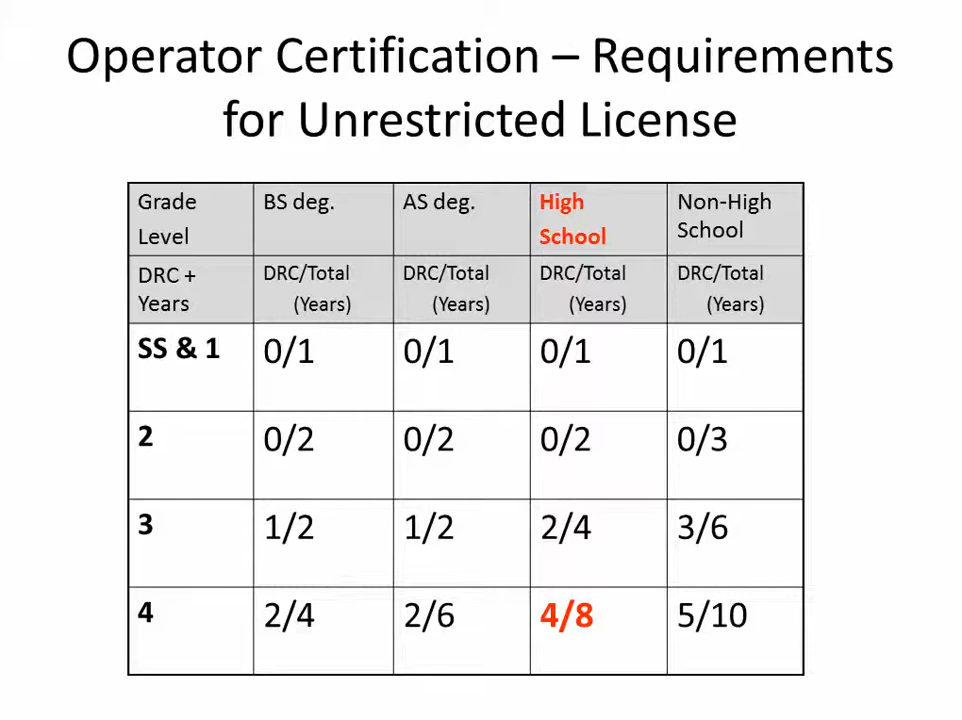 Operator Certification – Requirements
for Unrestricted License
Grade
Level
BS deg.
AS deg.
High
School
Non-High
School
DRC +
Years
DRC/Total
(Years)
DRC/Total
(Years)
DRC/Total
(Years)
DRC/Total
(Years)
SS & 1
0/1
0/1
0/1
0/1
2
0/2
0/2
0/2
0/3
3
1/2
1/2
2/4
3/6
4
2/4
2/6
4/8
5/10